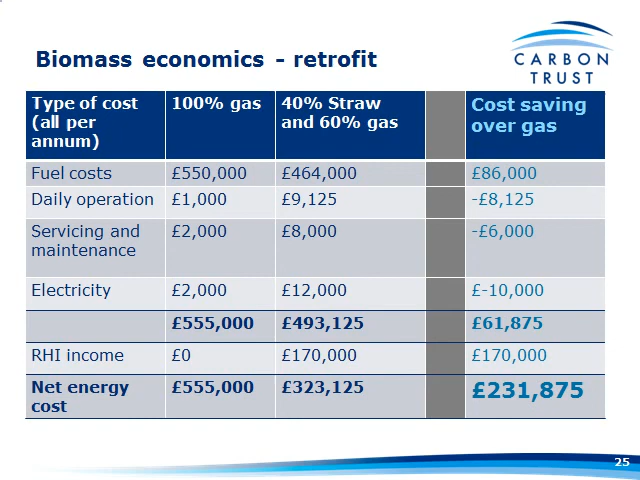 Biomass economics - retrofit
CARBON
TRUST
Type of cost (all per annum) 100% gas 40% Straw and 60% gas Cost saving over gas
Fuel costs £550,000 £464,000 £86,000
Daily operation £1,000 £9,125 -£8,125
Servicing and maintenance £2,000 £8,000 -£6,000
Electricity £2,000 £12,000 £-10,000
£555,000 £493,125 £61,875
RHI income £0 £170,000 £170,000
Net energy cost £555,000 £323,125 £231,875
25